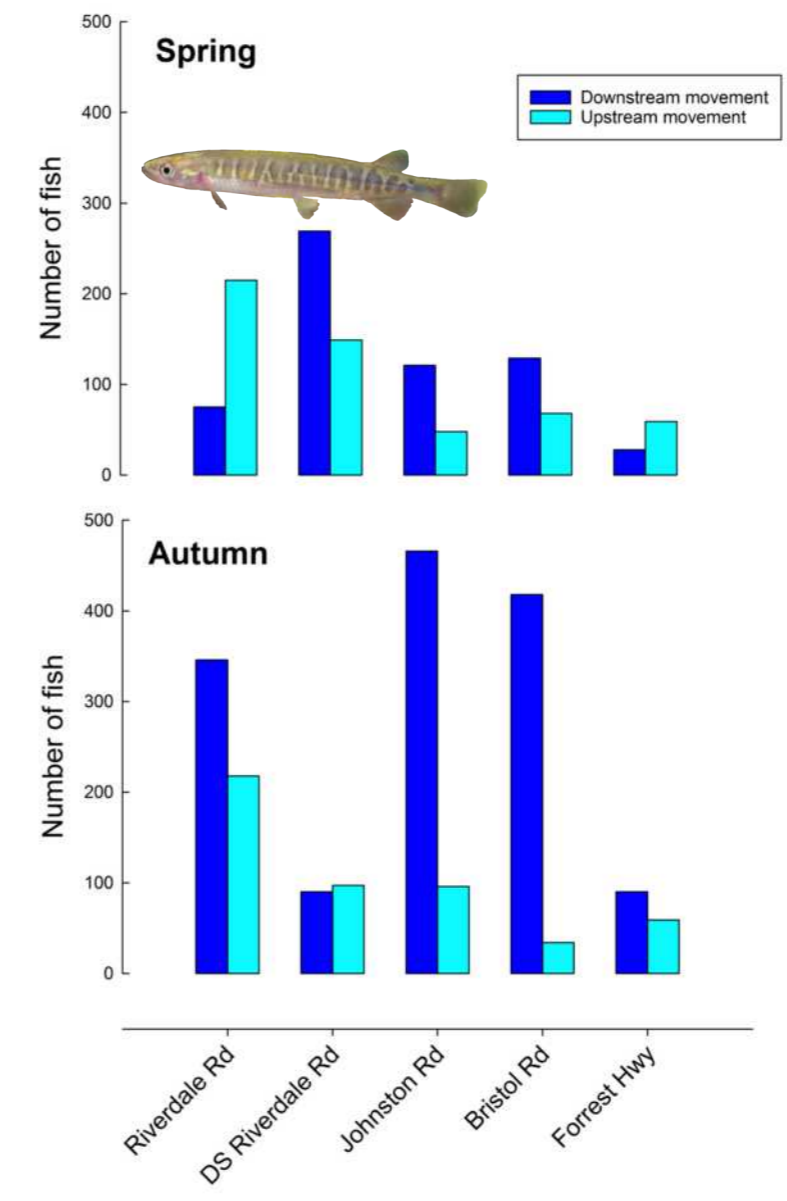 500
Spring
Downstream movement
Upstream movement
400
300
200
100
0
Number of fish
500
Autumn
400
300
200
100
0
Number of fish
Riverdale Rd
DS Riverdale Rd
Johnston Rd
Bristol Rd
Forrest Hwy